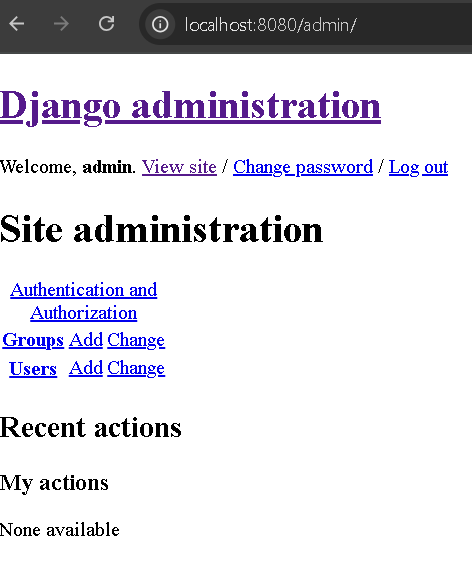 localhost:8080/admin/
Django administration
Welcome, admin. View site / Change password / Log out
Site administration
Authentication and
Authorization
Groups Add Change
Users Add Change
Recent actions
My actions
None available